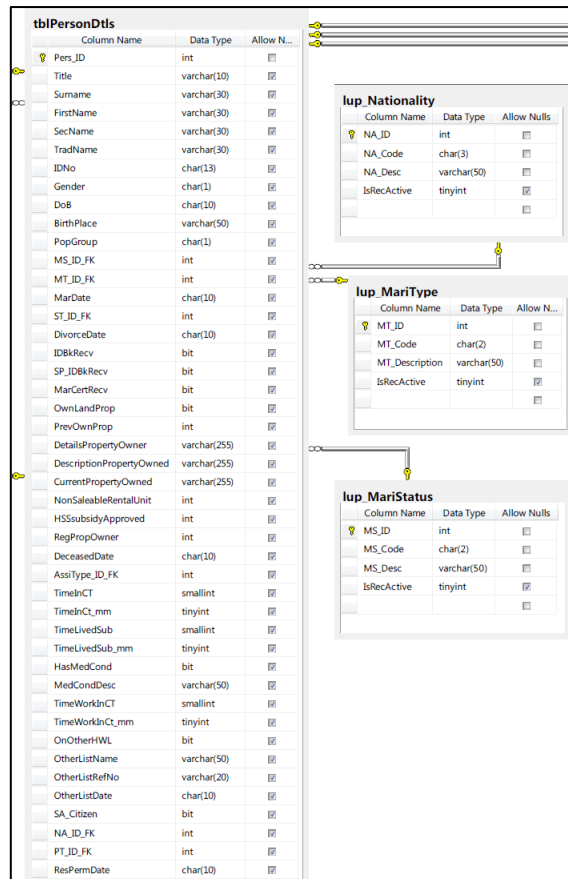 tblPersonDtls
Column Name Data Type Allow N...
Pers_ID int
Title varchar(10)
Surname varchar(30)
FirstName varchar(30)
SecName varchar(30)
TradName varchar(30)
IDNo char(13)
Gender char(1)
DoB char(10)
BirthPlace varchar(50)
PopGroup char(1)
MS_ID_FK int
MT_ID_FK int
MarDate char(10)
ST_ID_FK int
DivorceDate char(10)
IDBkRecv bit
SP_IDBkRecv bit
MarCertRecv bit
OwnLandProp bit
PrevOwnProp int
DetailsPropertyOwner varchar(255)
DescriptionPropertyOwned varchar(255)
CurrentPropertyOwned varchar(255)
NonSaleableRentalUnit int
HSSsubsidyApproved int
RegPropOwner int
DeceasedDate char(10)
AssiType_ID_FK int
TimeInCT smallint
TimeInCt_mm tinyint
TimeLivedSub smallint
TimeLivedSub_mm tinyint
HasMedCond bit
MedCondDesc varchar(50)
TimeWorkInCT smallint
TimeWorkInCt_mm tinyint
OnOtherHWL bit
OtherListName varchar(50)
OtherListRefNo varchar(20)
OtherListDate char(10)
SA_Citizen bit
NA_ID_FK int
PT_ID_FK int
ResPermDate char(10)
lup_Nationality
Column Name Data Type Allow Nulls
NA_ID int
NA_Code char(3)
NA_Desc varchar(50)
IsRecActive tinyint
lup_MariType
Column Name Data Type Allow N...
MT_ID int
MT_Code char(2)
MT_Description varchar(50)
IsRecActive tinyint
lup_MariStatus
Column Name Data Type Allow Nulls
MS_ID int
MS_Code char(2)
MS_Desc varchar(50)
IsRecActive tinyint